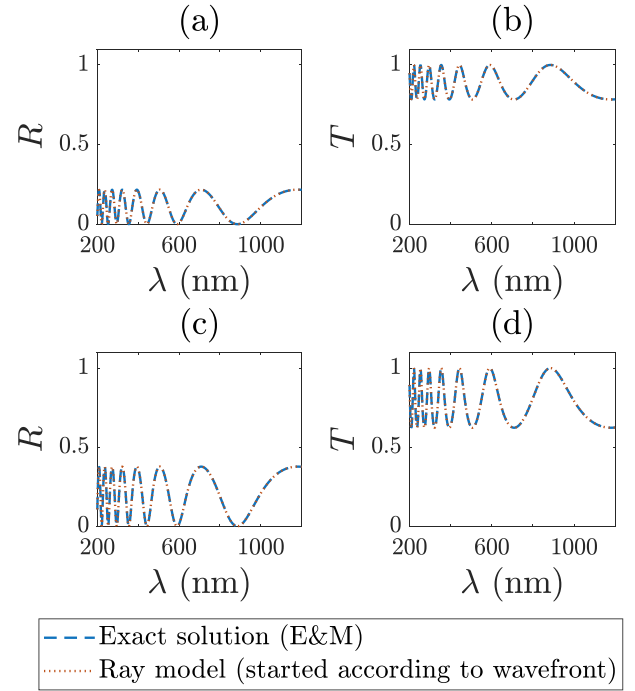 (a) (b)
1 1
R 0.5 T 0.5
0 0
200 600 1000 200 600 1000
λ (nm) λ (nm)
(c) (d)
1 1
R 0.5 T 0.5
0 0
200 600 1000 200 600 1000
λ (nm) λ (nm)
Exact solution (E&M)
Ray model (started according to wavefront)